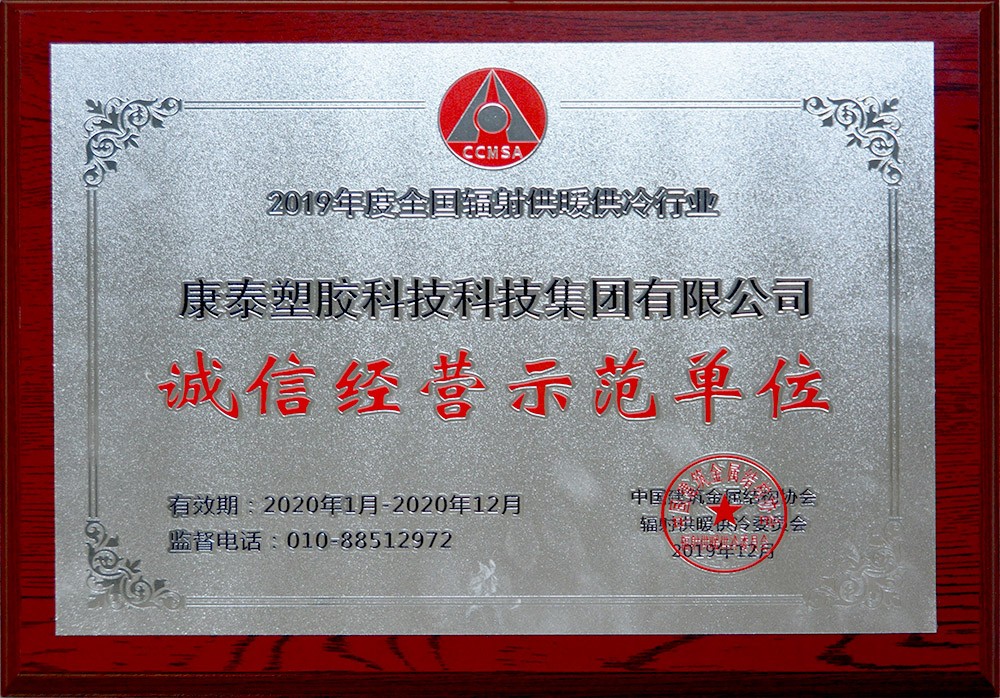 CCMSA
2019年度全国辐射供暖供冷行业
康泰塑胶科技科技集团有限公司
诚信经营示范单位
有效期：2020年1月-2020年12月
监督电话：010-88512972
中国建筑金属结构协会
辐射供暖供冷委员会
2019年12月